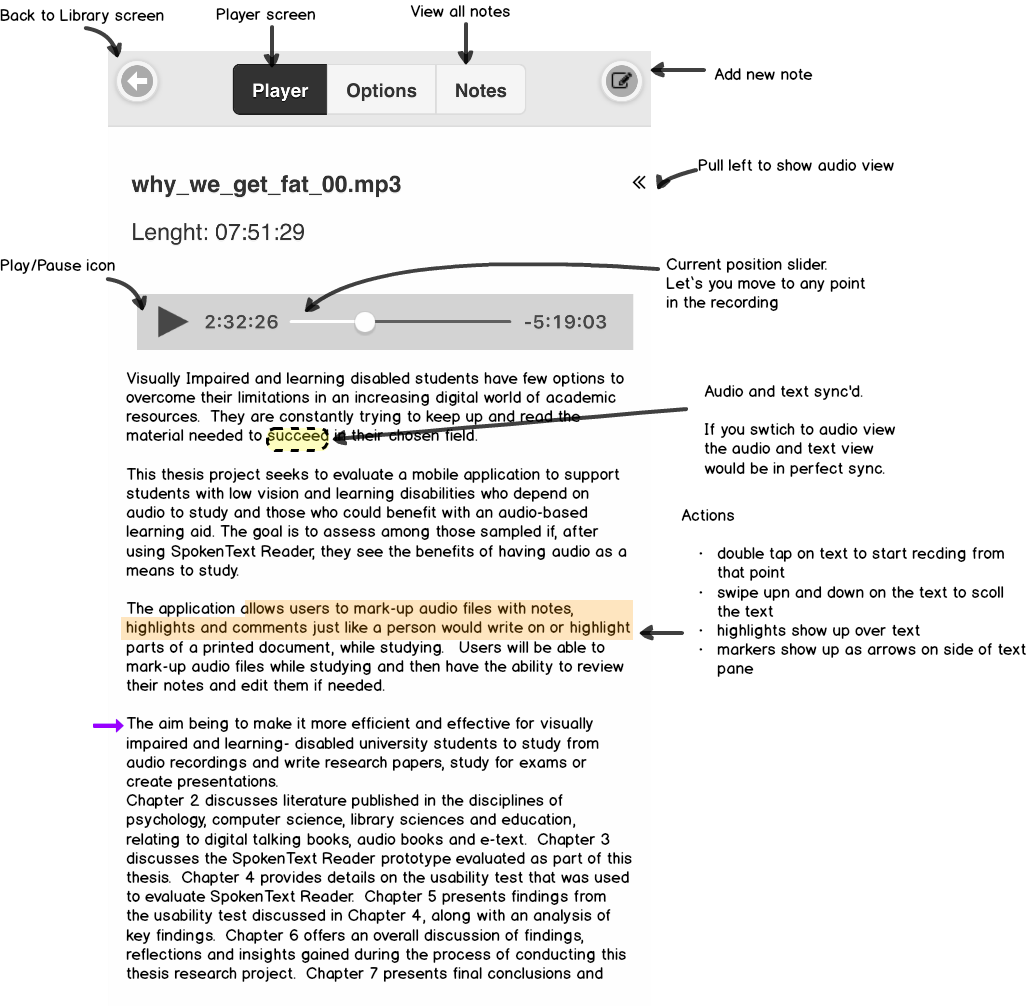 Back to Library screen
Player screen
View all notes
Player
Options
Notes
Add new note
why_we_get_fat_00.mp3
Pull left to show audio view
Lenght: 07:51:29
Play/Pause icon
Current position slider.
Let`s you move to any point
in the recording
2:32:26
-5:19:03
Visually Impaired and learning disabled students have few options to
overcome their limitations in an increasing digital world of academic
resources.  They are constantly trying to keep up and read the
material needed to succeed in their chosen field.
Audio and text sync'd.
If you swtich to audio view
the audio and text view
would be in perfect sync.
This thesis project seeks to evaluate a mobile application to support
students with low vision and learning disabilities who depend on
audio to study and those who could benefit with an audio-based
learning aid. The goal is to assess among those sampled if, after
using SpokenText Reader, they see the benefits of having audio as a
means to study.
Actions
· double tap on text to start recding from
that point
· swipe upn and down on the text to scoll
the text
· highlights show up over text
· markers show up as arrows on side of text
pane
The application allows users to mark-up audio files with notes,
highlights and comments just like a person would write on or highlight
parts of a printed document, while studying.   Users will be able to
mark-up audio files while studying and then have the ability to review
their notes and edit them if needed.
The aim being to make it more efficient and effective for visually
impaired and learning- disabled university students to study from
audio recordings and write research papers, study for exams or
create presentations.
Chapter 2 discusses literature published in the disciplines of
psychology, computer science, library sciences and education,
relating to digital talking books, audio books and e-text.  Chapter 3
discusses the SpokenText Reader prototype evaluated as part of this
thesis.  Chapter 4 provides details on the usability test that was used
to evaluate SpokenText Reader.  Chapter 5 presents findings from
the usability test discussed in Chapter 4, along with an analysis of
key findings.  Chapter 6 offers an overall discussion of findings,
reflections and insights gained during the process of conducting this
thesis research project.  Chapter 7 presents final conclusions and